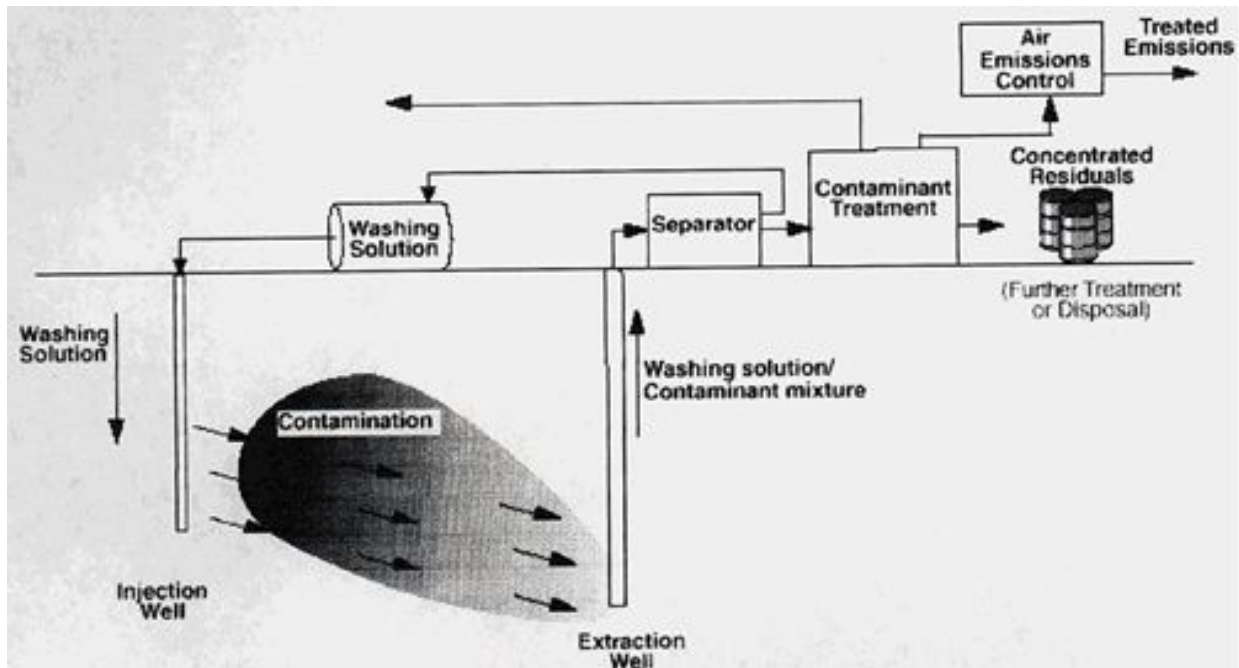 Air
Emissions
Control
Treated
Emissions
Concentrated
Residuals
Contaminant
Treatment
Separator
Washing
Solution
(Further Treatment
or Disposal)
Washing
Solution
Washing solution/
Contaminant mixture
Contamination
Injection
Well
Extraction
Well